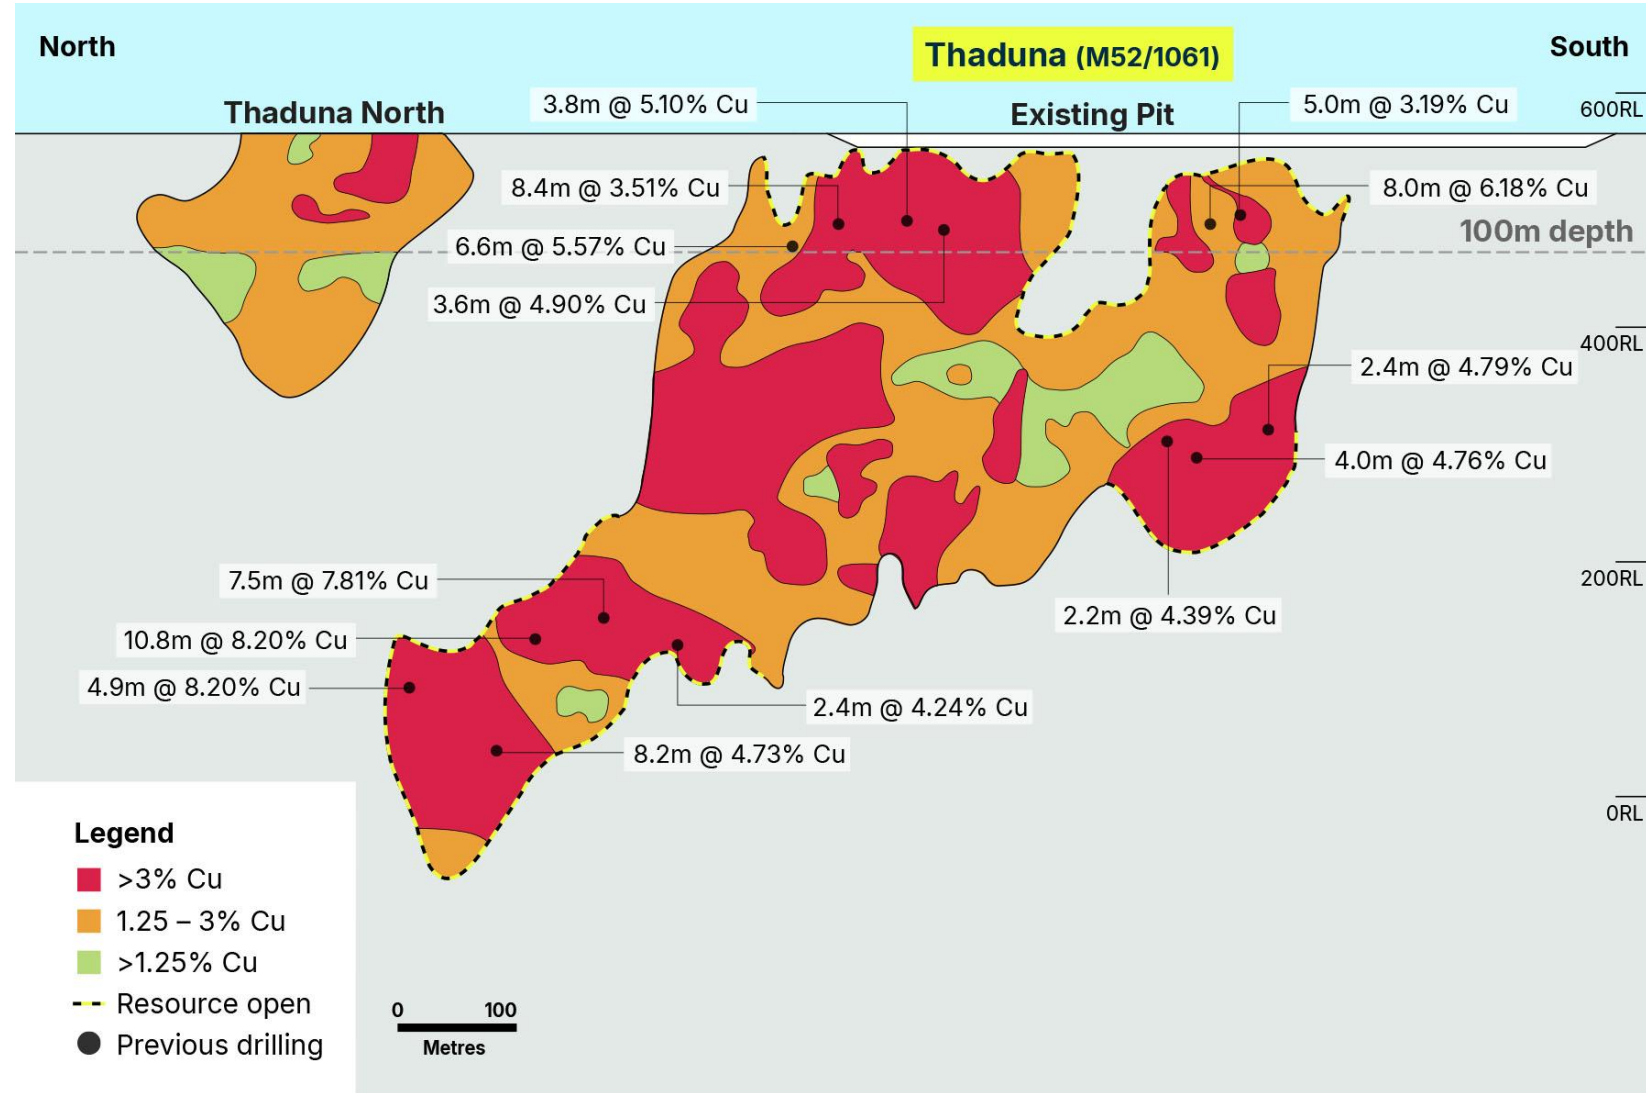 North
Thaduna (M52/1061)
South
Thaduna North
3.8m @ 5.10% Cu
Existing Pit
5.0m @ 3.19% Cu
600RL
8.4m @ 3.51% Cu
8.0m @ 6.18% Cu
6.6m @ 5.57% Cu
100m depth
3.6m @ 4.90% Cu
400RL
2.4m @ 4.79% Cu
4.0m @ 4.76% Cu
7.5m @ 7.81% Cu
200RL
2.2m @ 4.39% Cu
10.8m @ 8.20% Cu
4.9m @ 8.20% Cu
2.4m @ 4.24% Cu
8.2m @ 4.73% Cu
0RL
Legend
>3% Cu
1.25 – 3% Cu
>1.25% Cu
Resource open
Previous drilling
0 100
Metres